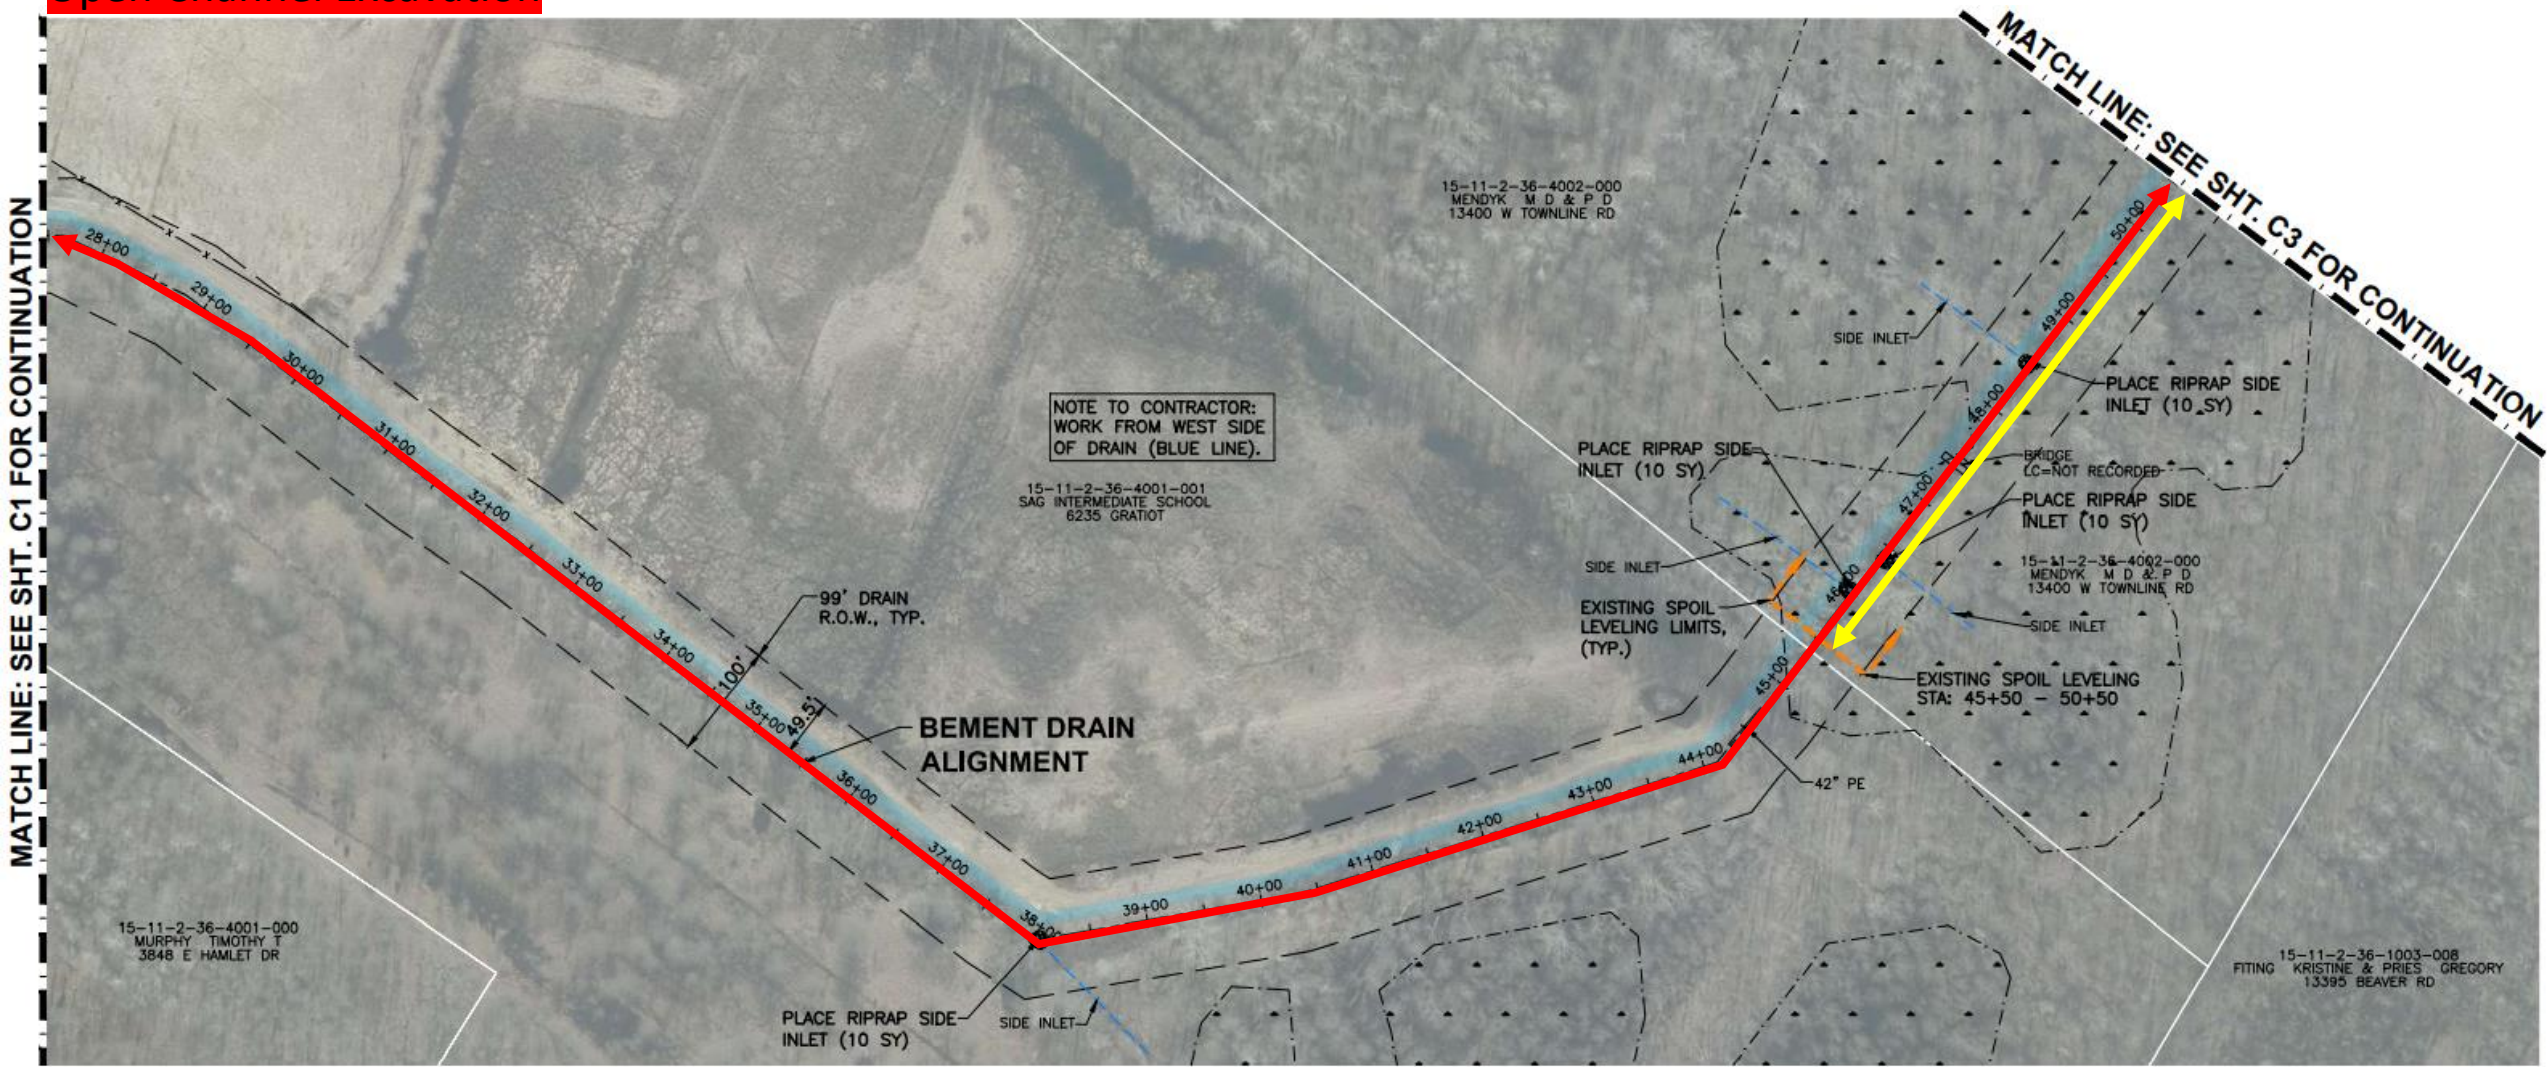 Open Channel Excavation
MATCH LINE: SEE SHT. C1 FOR CONTINUATION
MATCH LINE: SEE SHT. C3 FOR CONTINUATION
28+00
29+00
30+00
31+00
32+00
33+00
34+00
35+00
36+00
37+00
38+00
39+00
40+00
41+00
42+00
43+00
44+00
45+00
46+00
47+00
48+00
49+00
50+00
15-11-2-36-4002-000
MENDYK M D & P D
13400 W TOWNLINE RD
NOTE TO CONTRACTOR:
WORK FROM WEST SIDE
OF DRAIN (BLUE LINE).
15-11-2-36-4001-001
SAG INTERMEDIATE SCHOOL
6235 GRATIOT
99' DRAIN
R.O.W., TYP.
100'
49.5'
BEMENT DRAIN
ALIGNMENT
SIDE INLET
PLACE RIPRAP SIDE
INLET (10 SY)
PLACE RIPRAP SIDE
INLET (10 SY)
BRIDGE
LC=NOT RECORDED
PLACE RIPRAP SIDE
INLET (10 SY)
SIDE INLET
15-11-2-36-4002-000
MENDYK M D & P D
13400 W TOWNLINE RD
EXISTING SPOIL
LEVELING LIMITS,
(TYP.)
SIDE INLET
EXISTING SPOIL LEVELING
STA: 45+50 - 50+50
42" PE
15-11-2-36-4001-000
MURPHY TIMOTHY T
3848 E HAMLET DR
PLACE RIPRAP SIDE
INLET (10 SY)
SIDE INLET
15-11-2-36-1003-008
FITING KRISTINE & PRIES GREGORY
13395 BEAVER RD